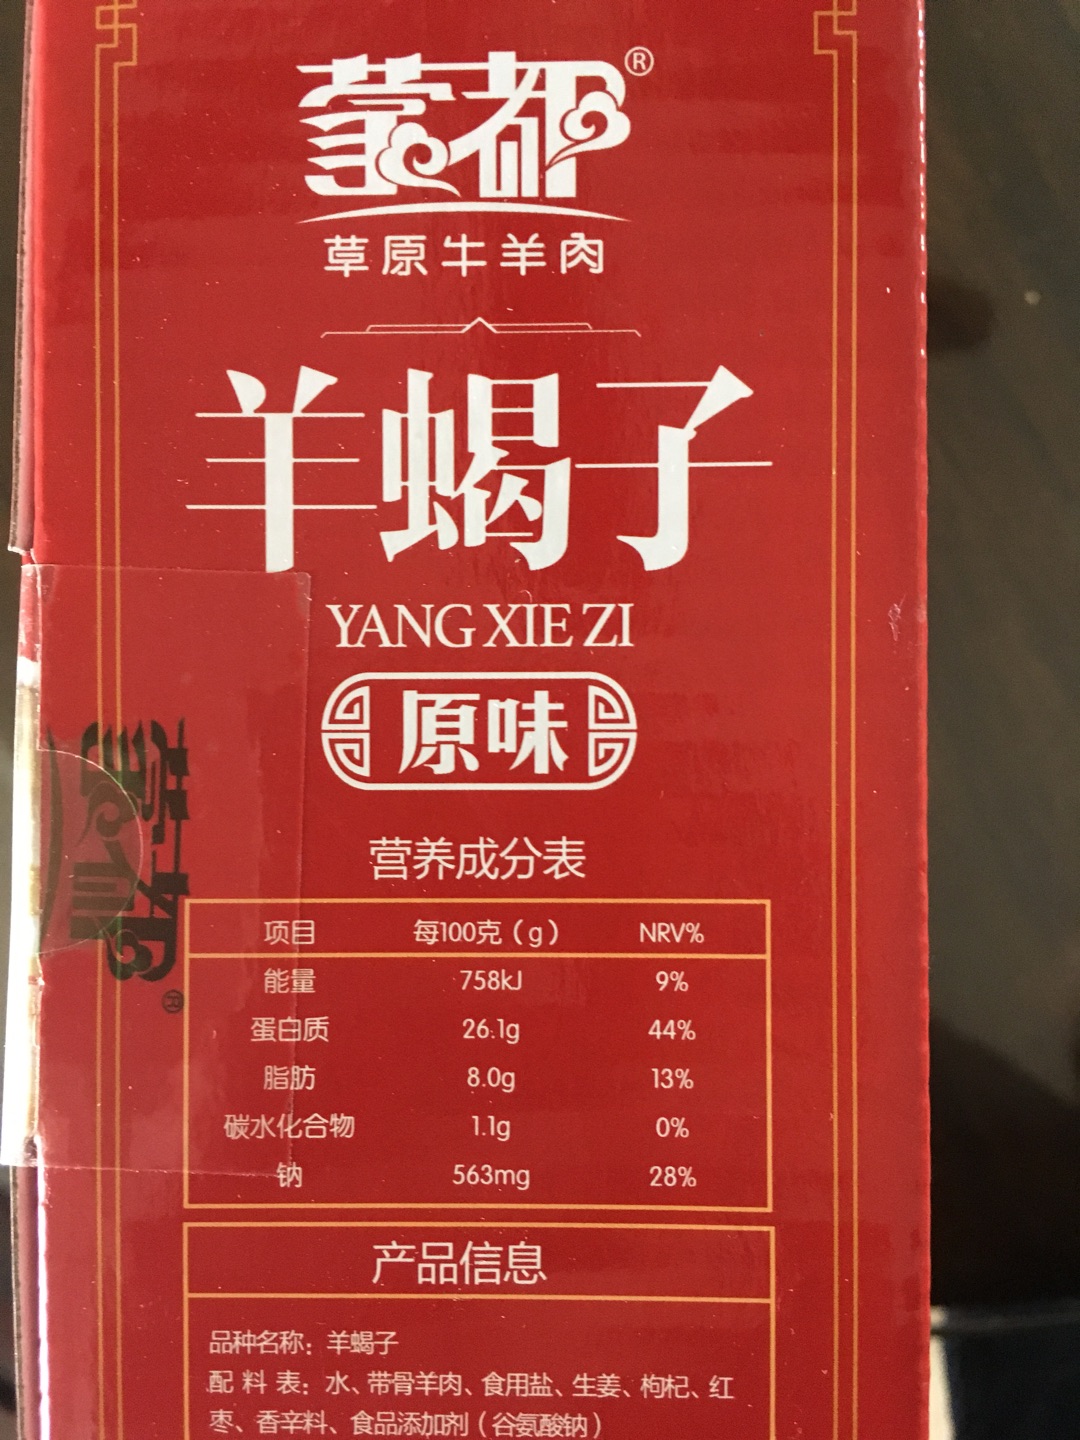 蒙都®
草原牛羊肉
羊蝎子
YANG XIE ZI
原味
蒙都®
营养成分表
项目 每100克（g） NRV%
能量 758kJ 9%
蛋白质 26.1g 44%
脂肪 8.0g 13%
碳水化合物 1.1g 0%
钠 563mg 28%
产品信息
品种名称：羊蝎子
配料表：水、带骨羊肉、食用盐、生姜、枸杞、红
枣、香辛料、食品添加剂（谷氨酸钠）